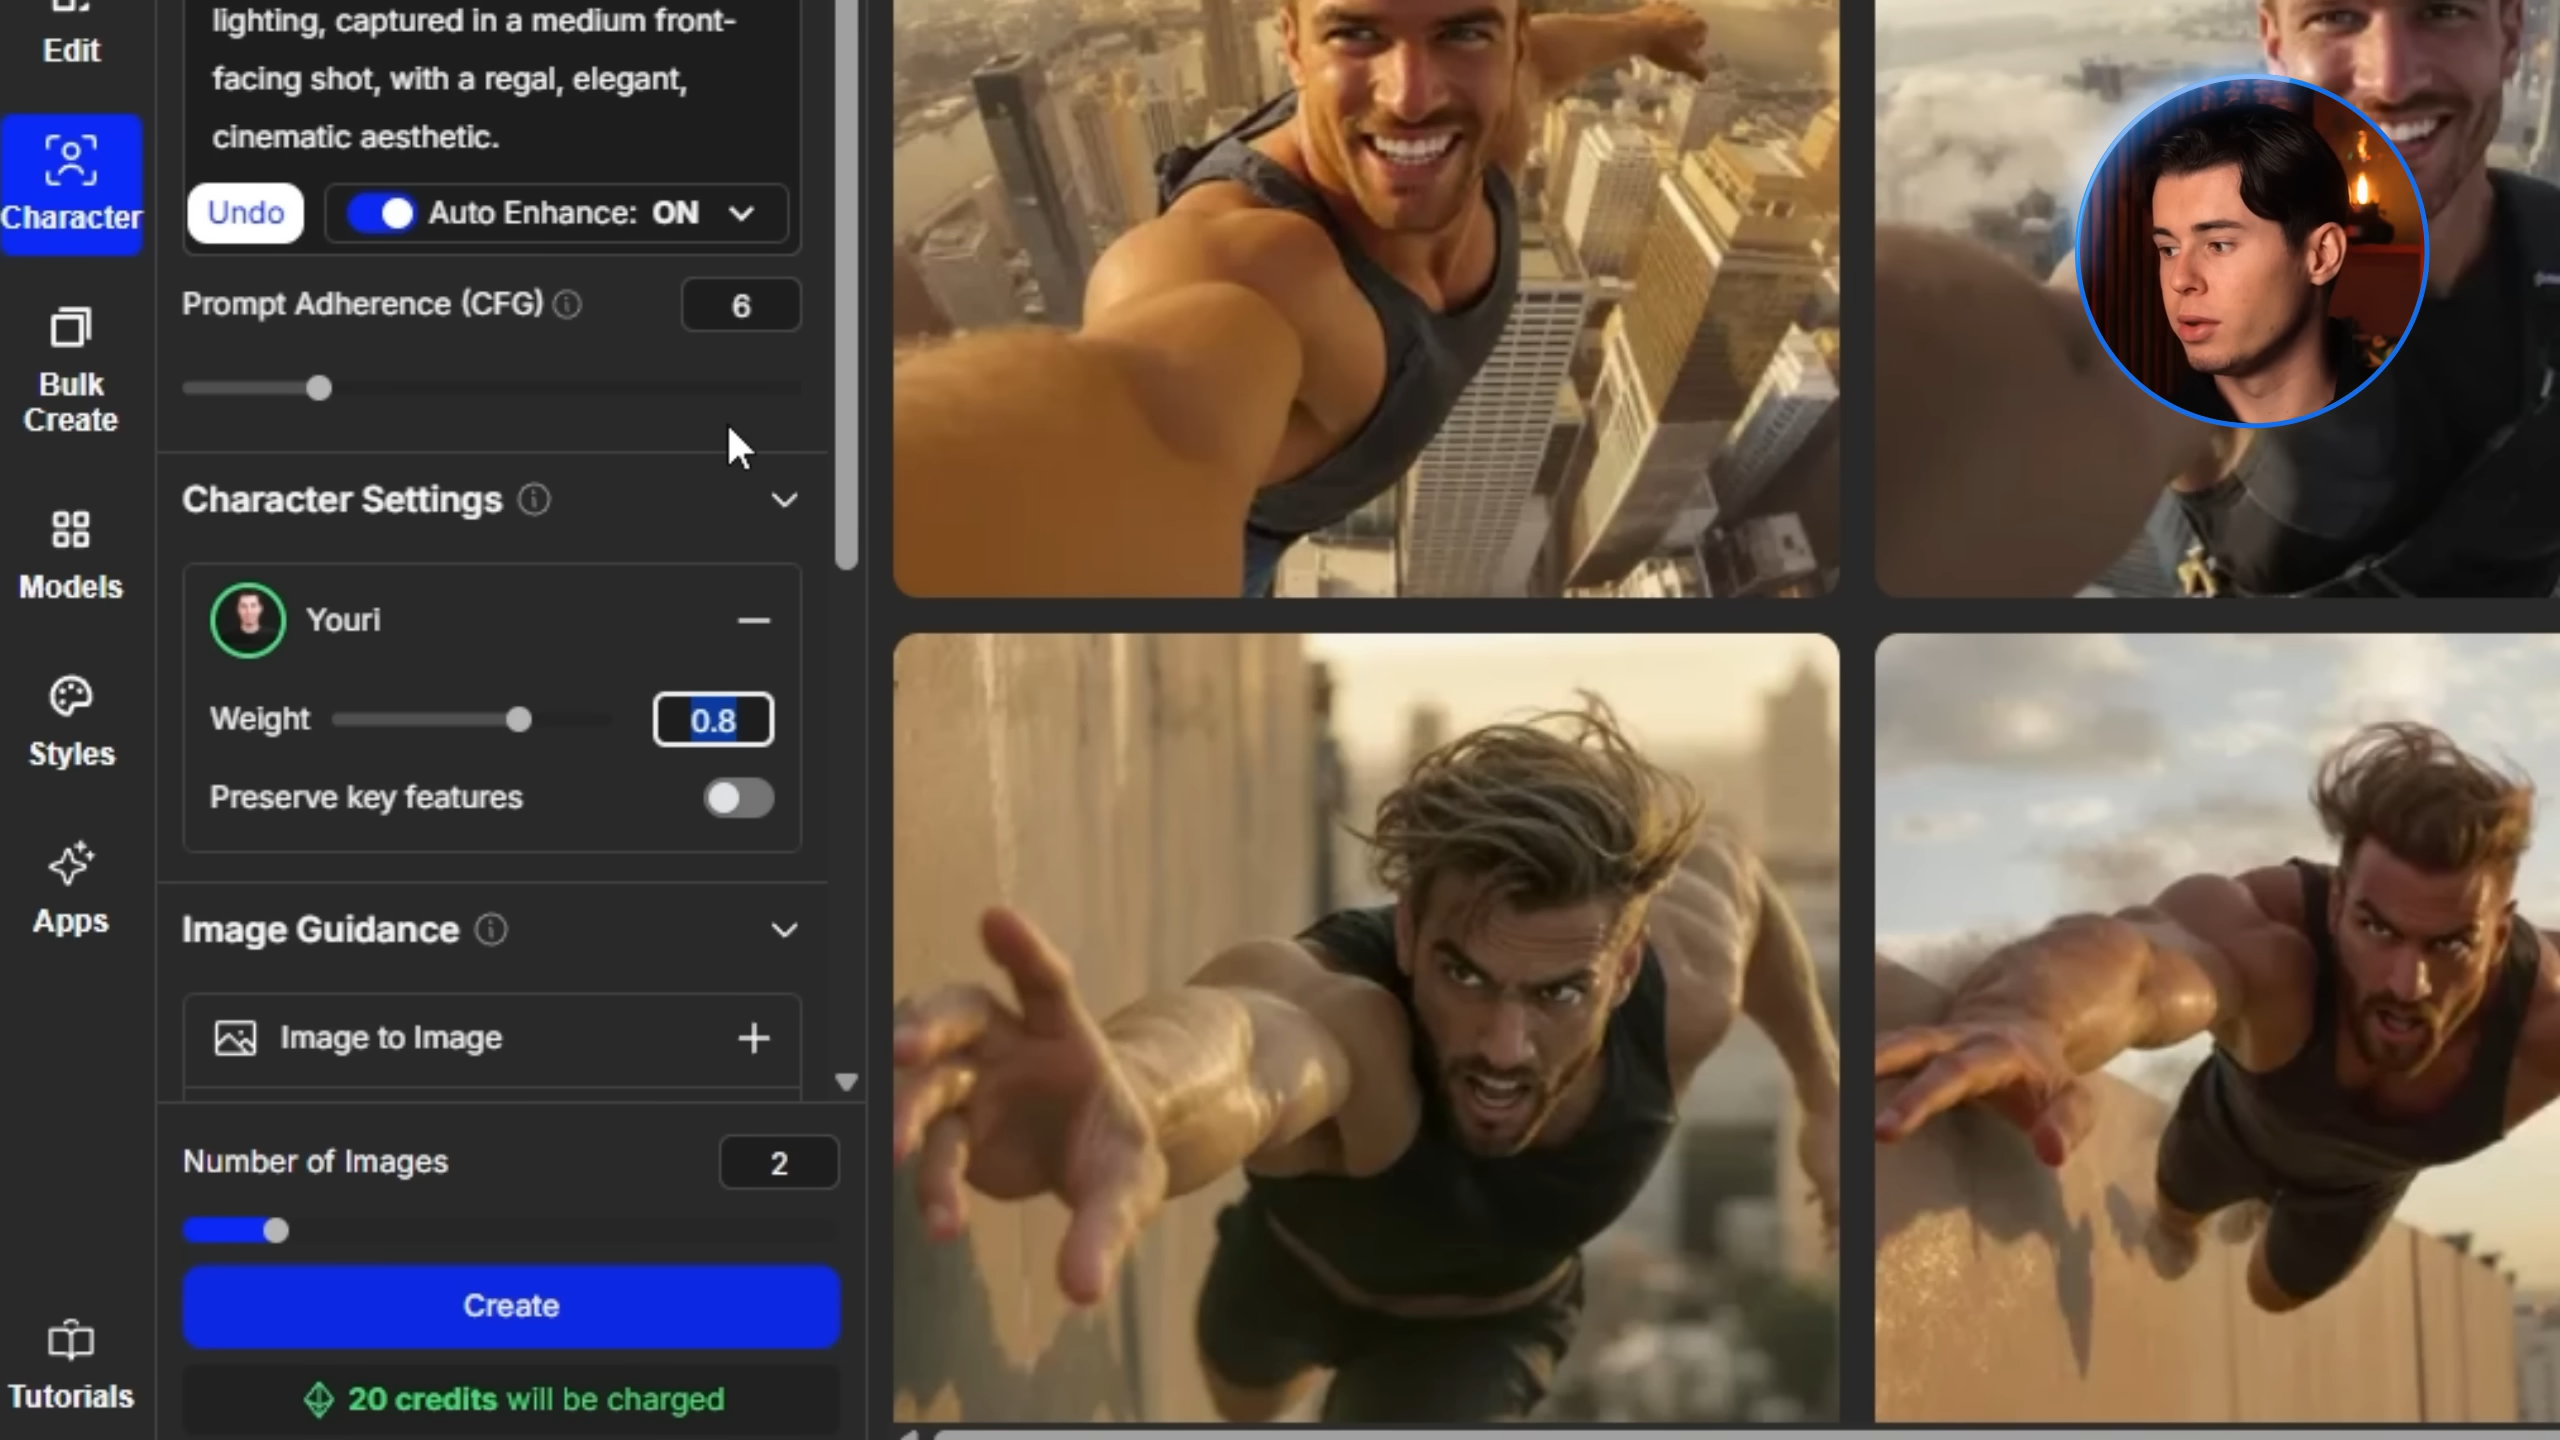 Edit
Character
Bulk
Create
Models
Styles
Apps
Tutorials
lighting, captured in a medium front-
facing shot, with a regal, elegant,
cinematic aesthetic.
Undo
Auto Enhance: ON
Prompt Adherence (CFG)
6
Character Settings
Youri
Weight
0.8
Preserve key features
Image Guidance
Image to Image
Number of Images
2
Create
20 credits will be charged